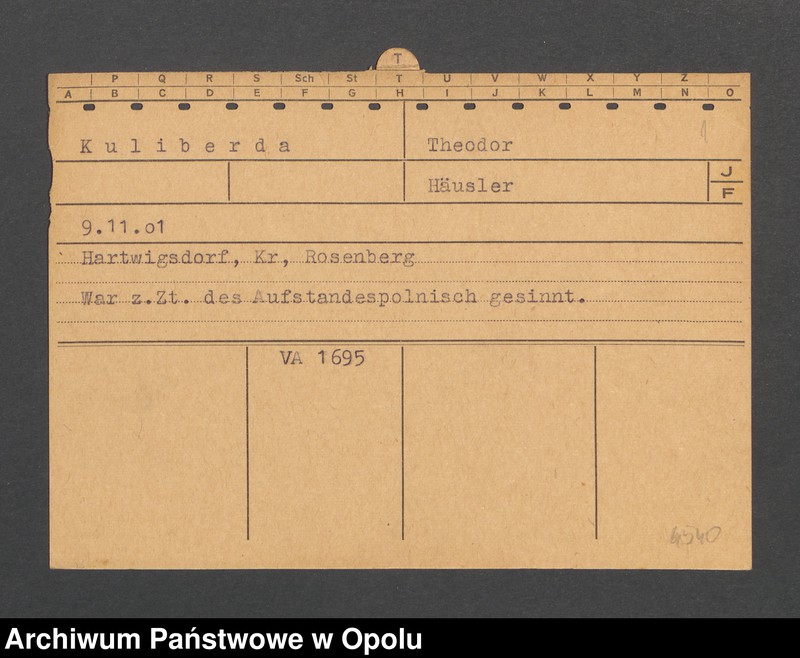 T
P Q R S Sch St T U V W X Y Z
A B C D E F G H I J K L M N O
Kuliberda Theodor
Häusler J
F
9.11.o1
Hartwigsdorf, Kr, Rosenberg
War z.Zt. des Aufstandespolnisch gesinnt.
VA 1695
4540
Archiwum Państwowe w Opolu